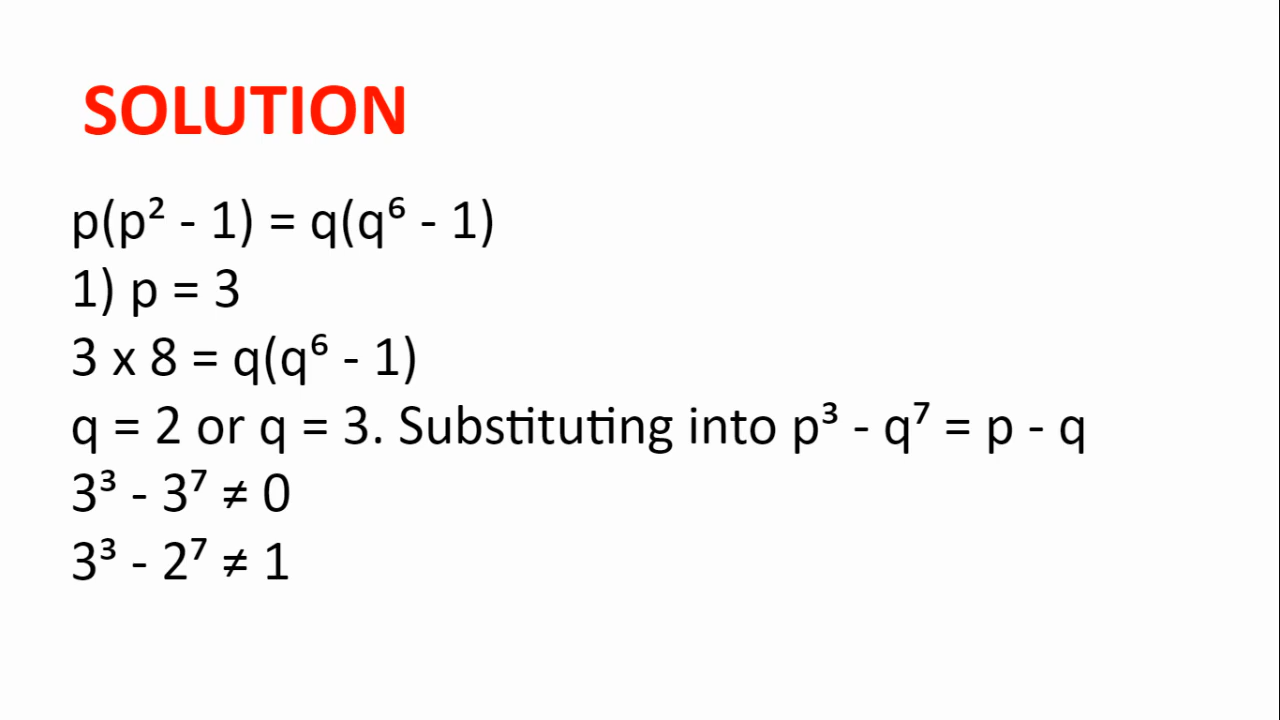 SOLUTION
p(p² - 1) = q(q⁶ - 1)
1) p = 3
3 x 8 = q(q⁶ - 1)
q = 2 or q = 3. Substituting into p³ - q⁷ = p - q
3³ - 3⁷ ≠ 0
3³ - 2⁷ ≠ 1